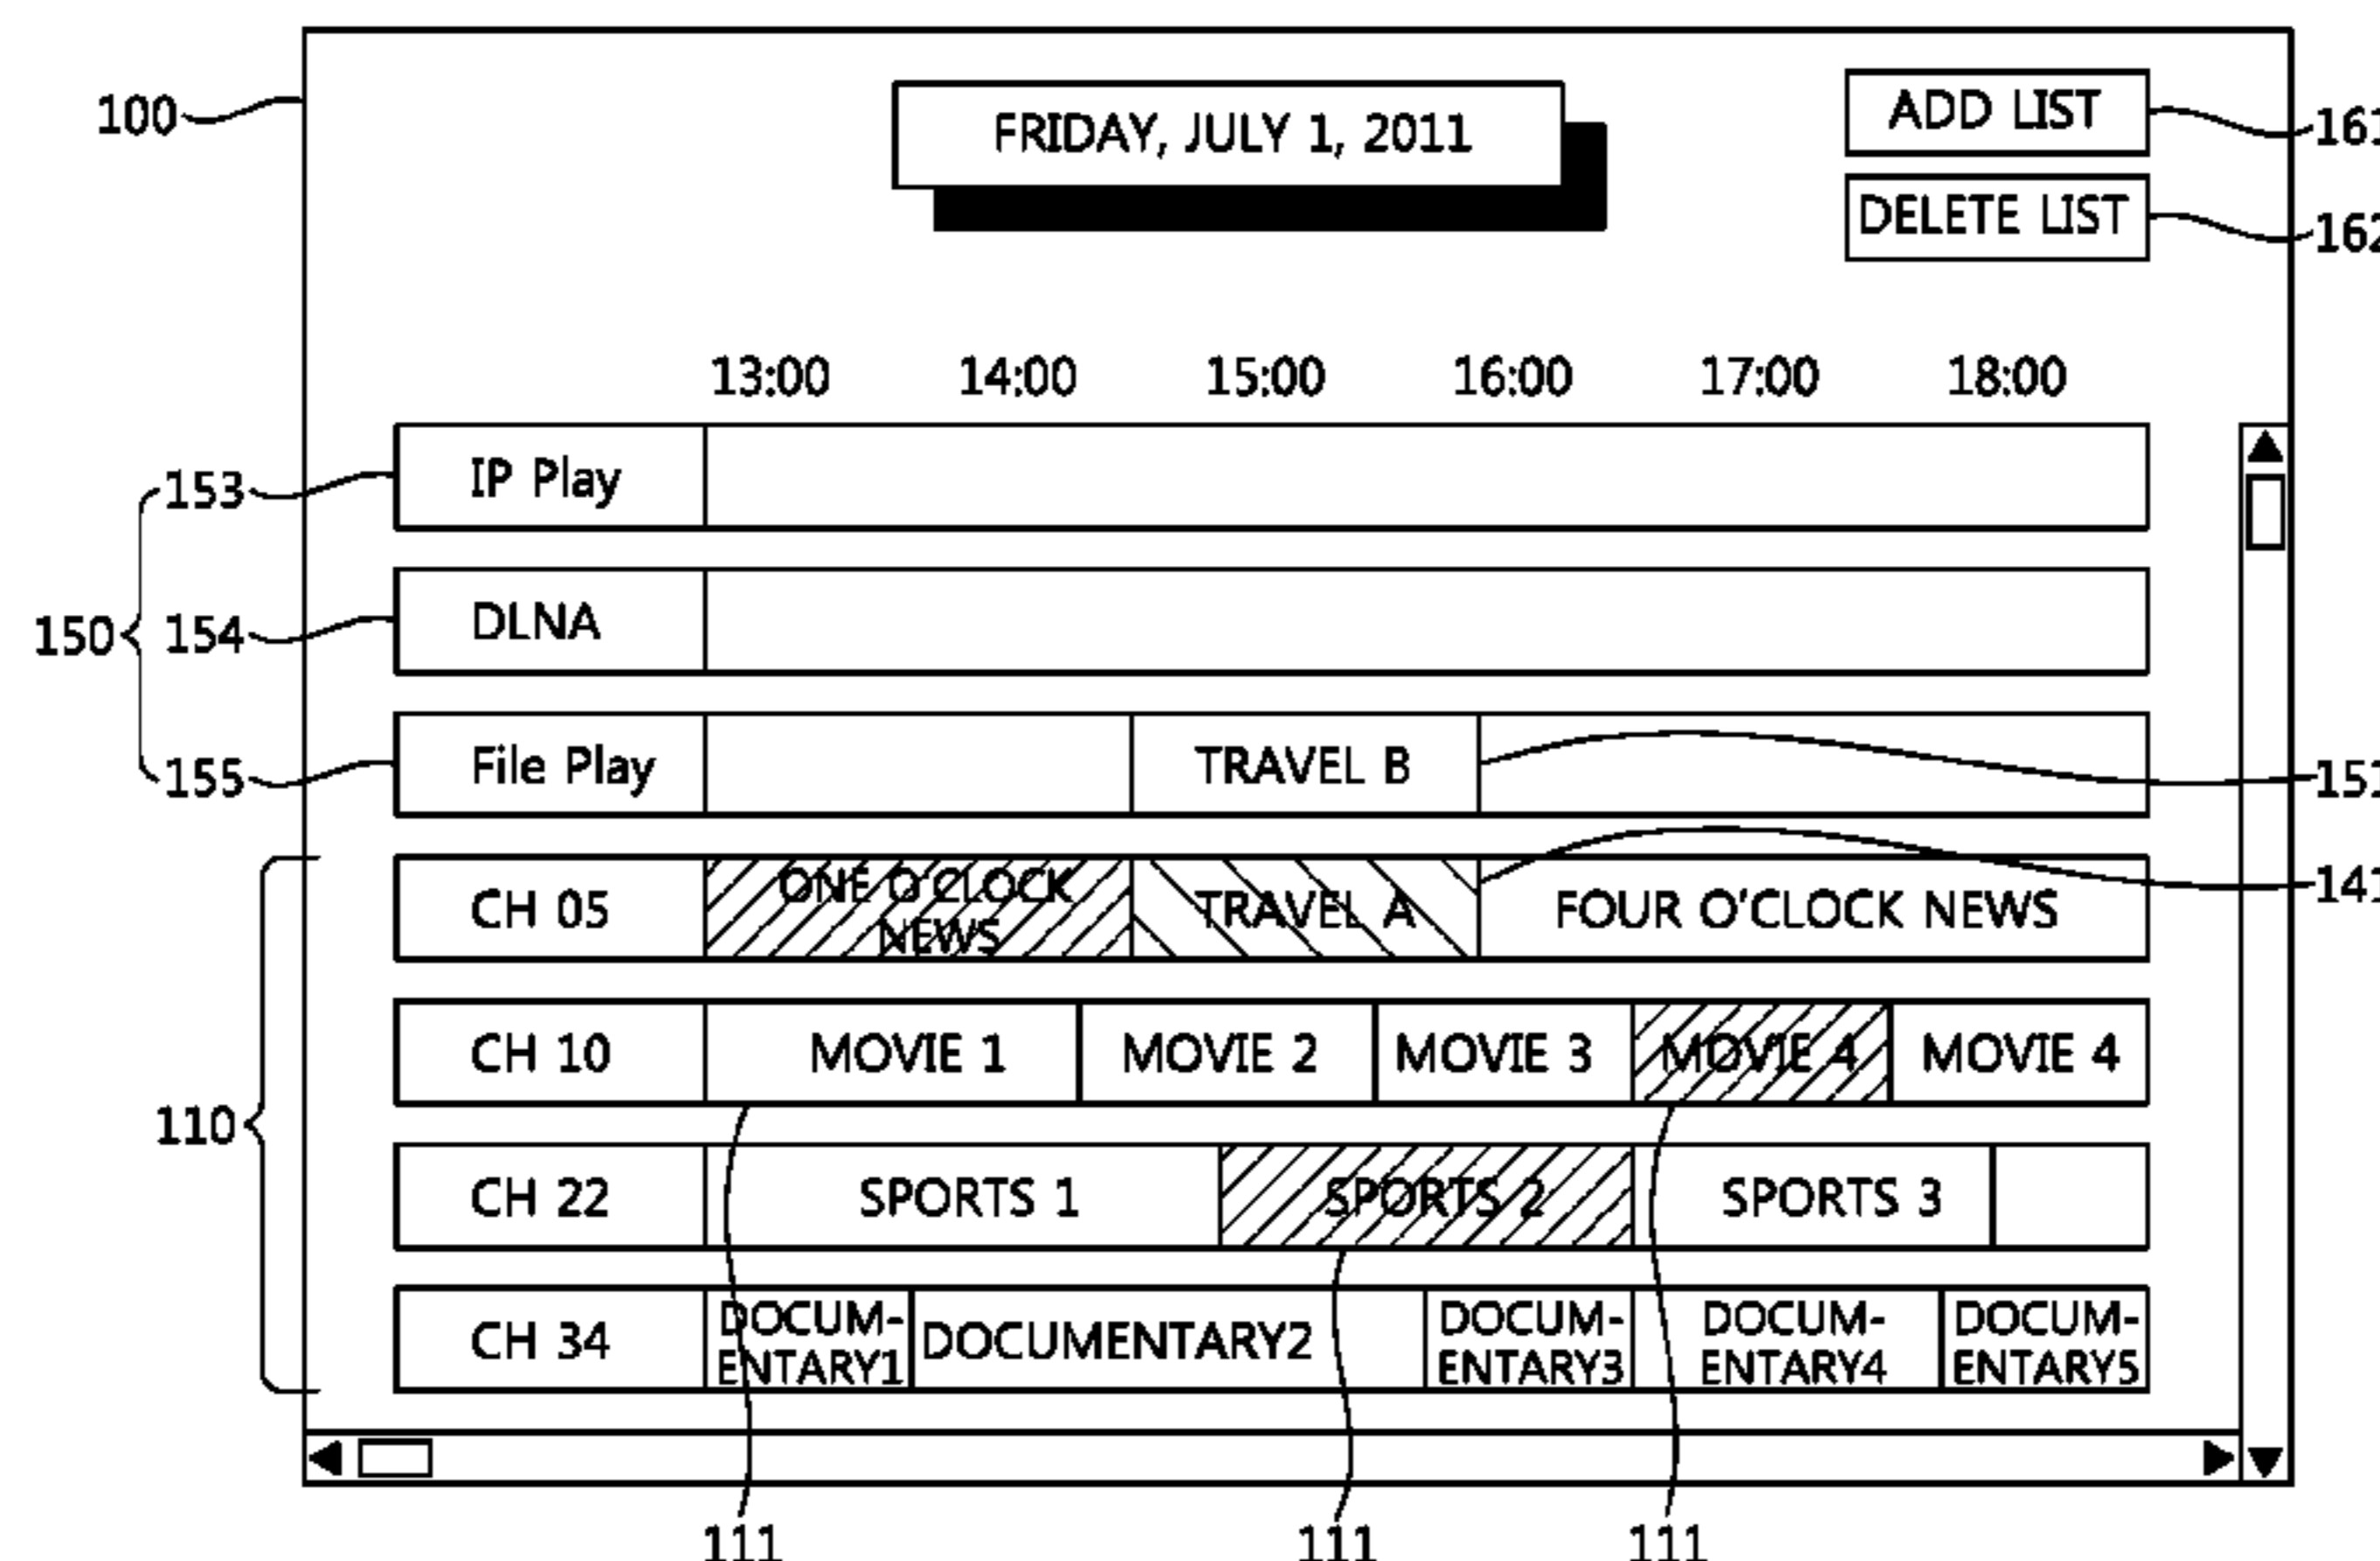 100
FRIDAY, JULY 1, 2011
ADD LIST
161
DELETE LIST
162
13:00 14:00 15:00 16:00 17:00 18:00
153
IP Play
150
154
DLNA
155
File Play
TRAVEL B
151
110
CH 05
ONE O'CLOCK
NEWS
TRAVEL A
FOUR O'CLOCK NEWS
141
CH 10
MOVIE 1
MOVIE 2
MOVIE 3
MOVIE 4
MOVIE 4
CH 22
SPORTS 1
SPORTS 2
SPORTS 3
CH 34
DOCUM-
ENTARY1
DOCUMENTARY2
DOCUM-
ENTARY3
DOCUM-
ENTARY4
DOCUM-
ENTARY5
111 111 111